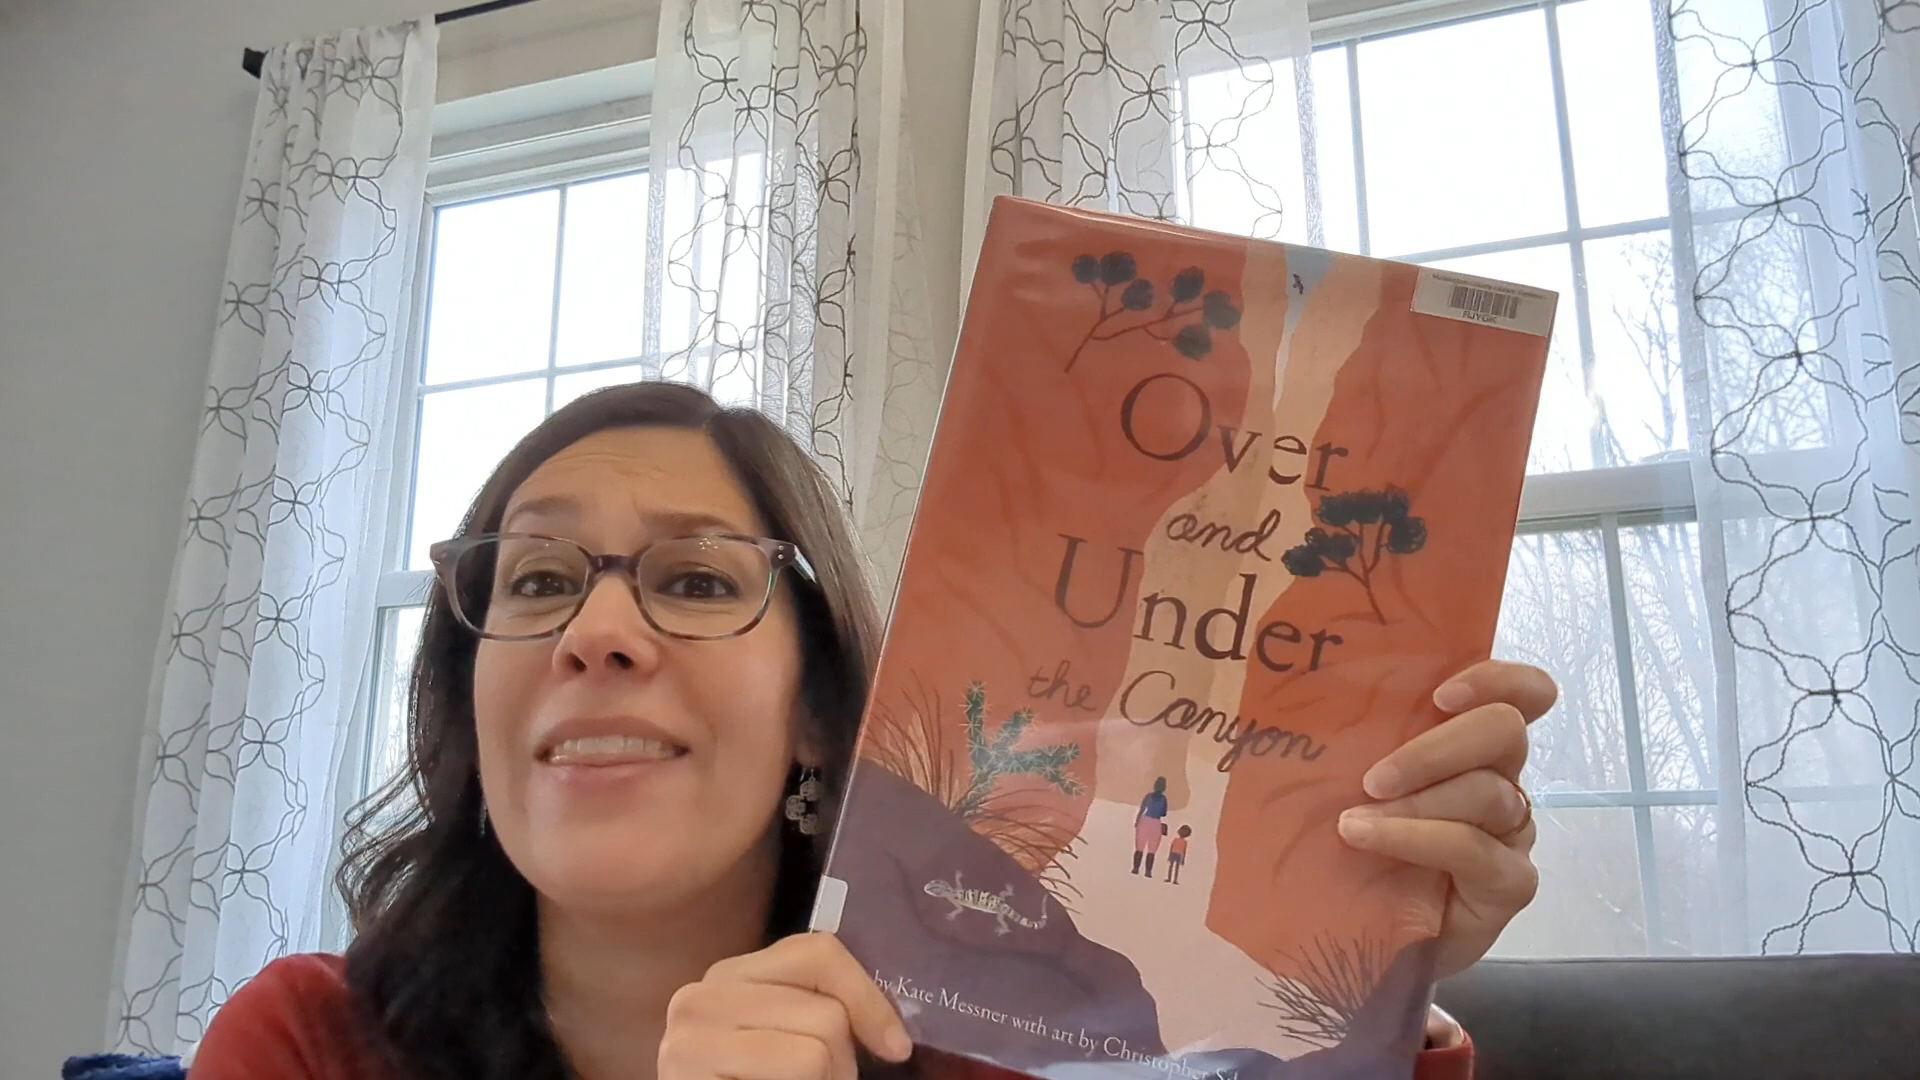 Over
and
Under
the Canyon
by Kate Messner with art by Christopher